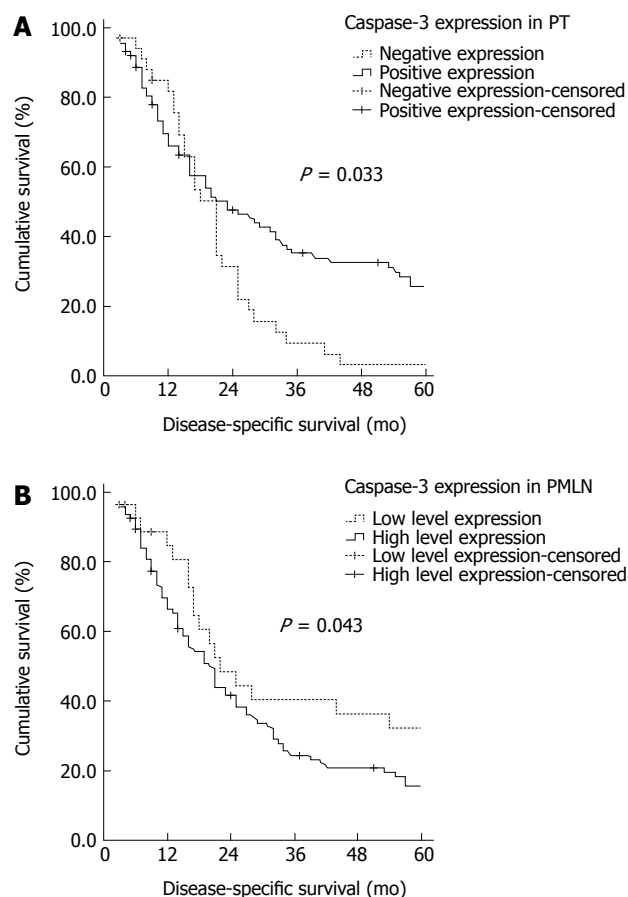 A
Caspase-3 expression in PT
Negative expression
Positive expression
Negative expression-censored
Positive expression-censored
P = 0.033
Cumulative survival (%)
100.0
80.0
60.0
40.0
20.0
0.0
0 12 24 36 48 60
Disease-specific survival (mo)
B
Caspase-3 expression in PMLN
Low level expression
High level expression
Low level expression-censored
High level expression-censored
P = 0.043
Cumulative survival (%)
100.0
80.0
60.0
40.0
20.0
0.0
0 12 24 36 48 60
Disease-specific survival (mo)